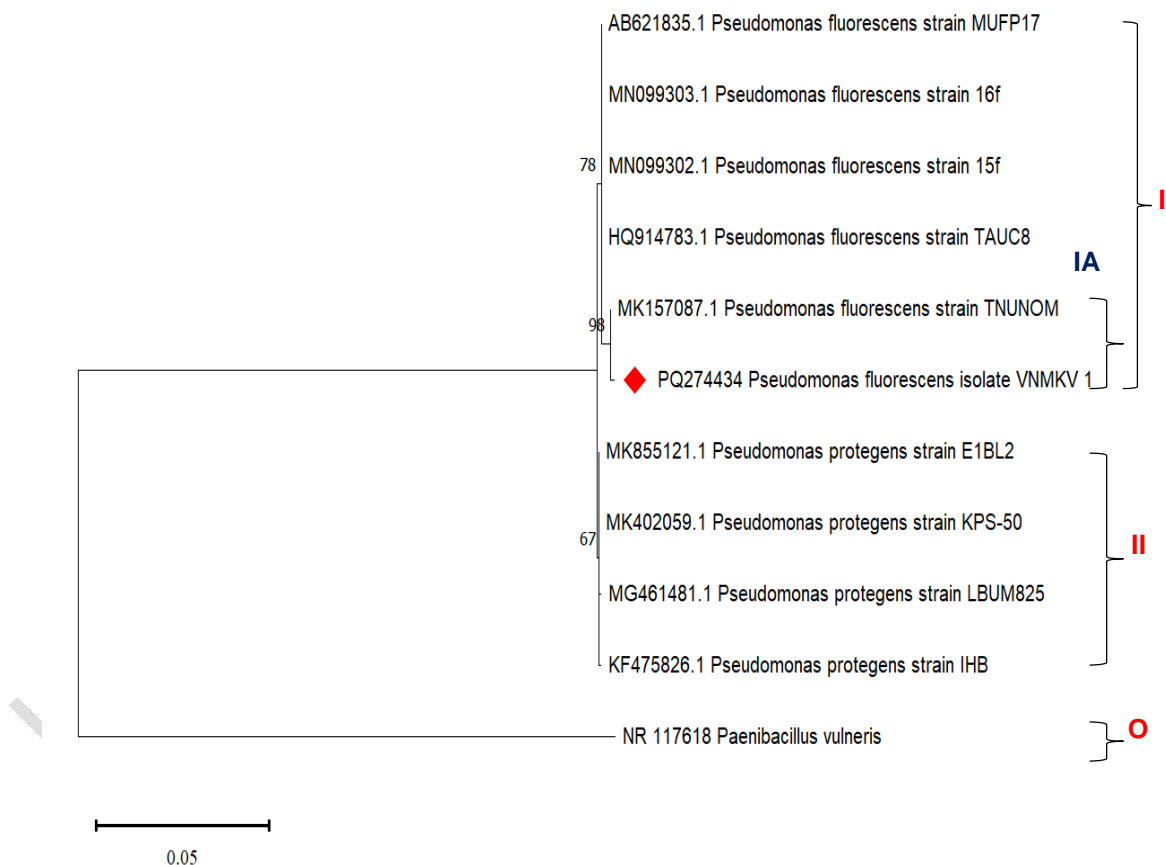 AB621835.1 Pseudomonas fluorescens strain MUFP17
MN099303.1 Pseudomonas fluorescens strain 16f
78
MN099302.1 Pseudomonas fluorescens strain 15f
I
HQ914783.1 Pseudomonas fluorescens strain TAUC8
IA
MK157087.1 Pseudomonas fluorescens strain TNUNOM
98
PQ274434 Pseudomonas fluorescens isolate VNMKV 1
MK855121.1 Pseudomonas protegens strain E1BL2
MK402059.1 Pseudomonas protegens strain KPS-50
67
II
MG461481.1 Pseudomonas protegens strain LBUM825
KF475826.1 Pseudomonas protegens strain IHB
NR 117618 Paenibacillus vulneris
O
0.05